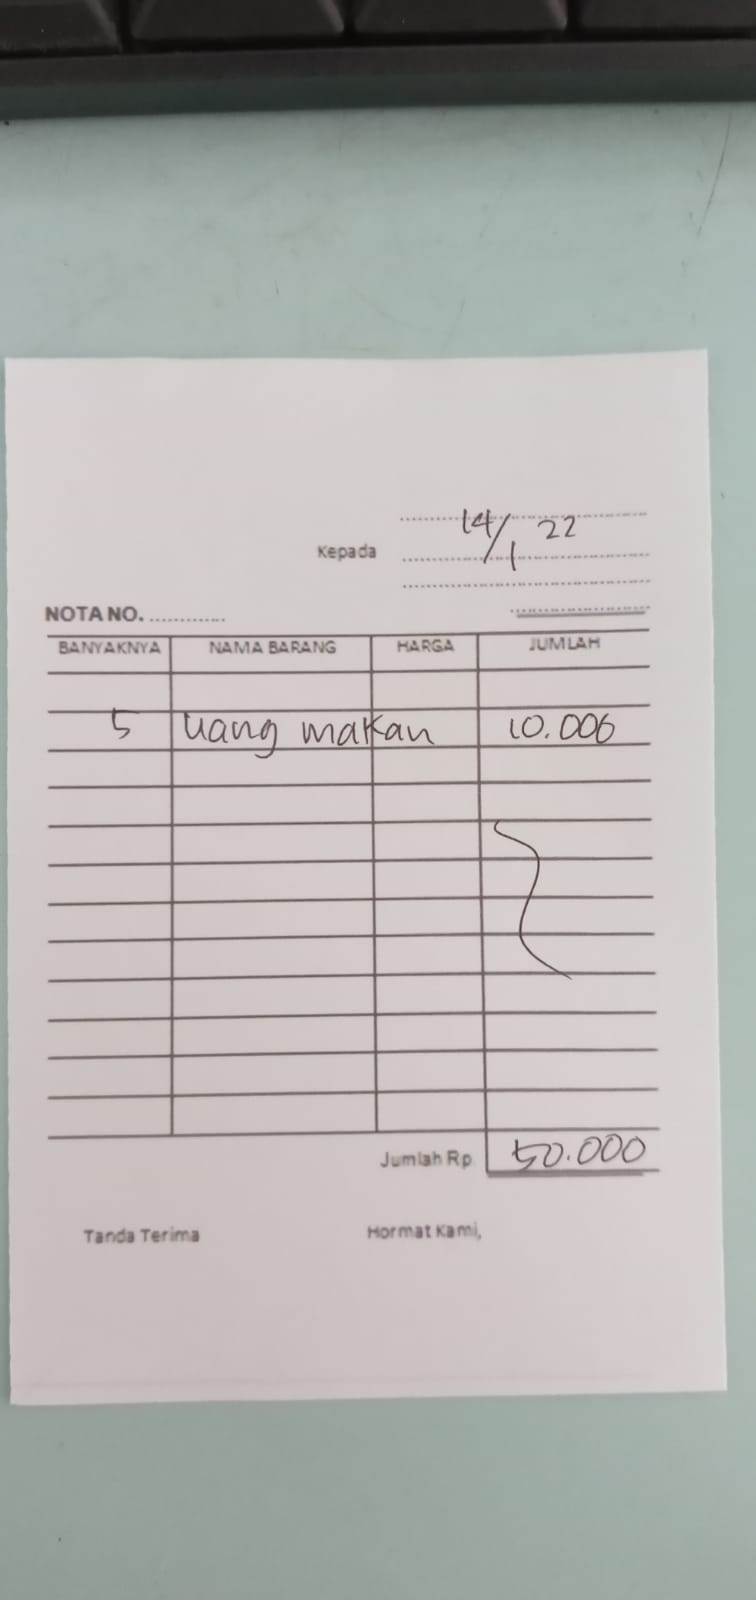 14/1 22
Kepada
NOTA NO. .............
BANYAKNYA NAMA BARANG HARGA JUMLAH
5 uang makan 10.000
Jumlah Rp 50.000
Tanda Terima Hormat Kami,